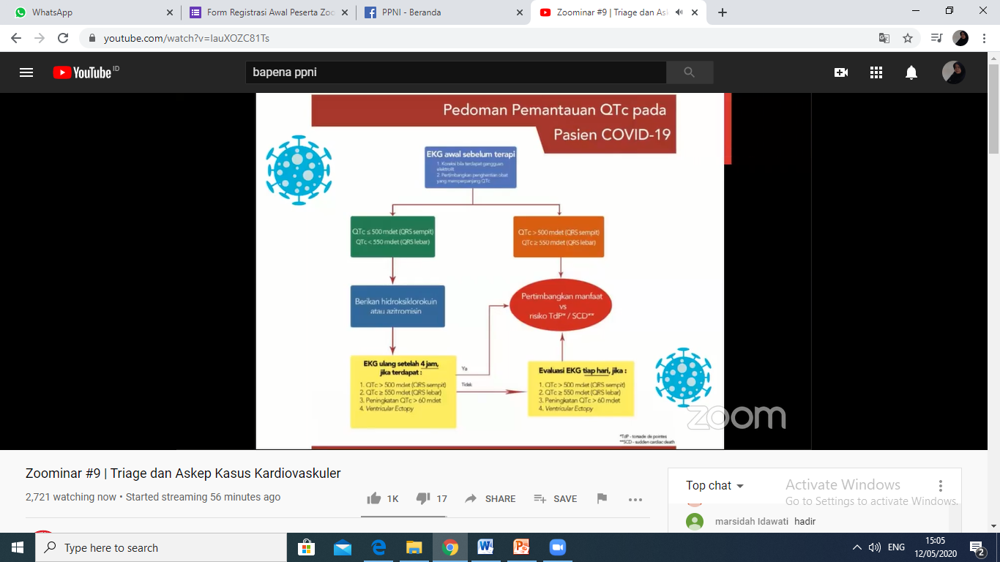 WhatsApp
Form Registrasi Awal Peserta Zoo
PPNI - Beranda
Zoominar #9 | Triage dan Ask
youtube.com/watch?v=IauXOZC81Ts
YouTube ID
bapena ppni
Pedoman Pemantauan QTc pada
Pasien COVID-19
EKG awal sebelum terapi
1. Koreksi bila terdapat gangguan
elektrolit
2. Pertimbangkan penghentian obat
yang memperpanjang QTc
QTc ≤ 500 mdet (QRS sempit)
QTc < 550 mdet (QRS lebar)
QTc > 500 mdet (QRS sempit)
QTc ≥ 550 mdet (QRS lebar)
Berikan hidroksiklorokuin
atau azitromisin
Pertimbangkan manfaat
vs
risiko TdP* / SCD**
EKG ulang setelah 4 jam,
jika terdapat :
1. QTc > 500 mdet (QRS sempit)
2. QTc ≥ 550 mdet (QRS lebar)
3. Peningkatan QTc > 60 mdet
4. Ventricular Ectopy
Ya
Tidak
Evaluasi EKG tiap hari, jika :
1. QTc > 500 mdet (QRS sempit)
2. QTc ≥ 550 mdet (QRS lebar)
3. Peningkatan QTc > 60 mdet
4. Ventricular Ectopy
*TdP - torsade de pointes
**SCD - sudden cardiac death
zoom
Zoominar #9 | Triage dan Askep Kasus Kardiovaskuler
2,721 watching now • Started streaming 56 minutes ago
1K
17
SHARE
SAVE
Top chat
Activate Windows
Go to Settings to activate Windows.
marsidah Idawati hadir
Type here to search
ENG
15:05
12/05/2020
2